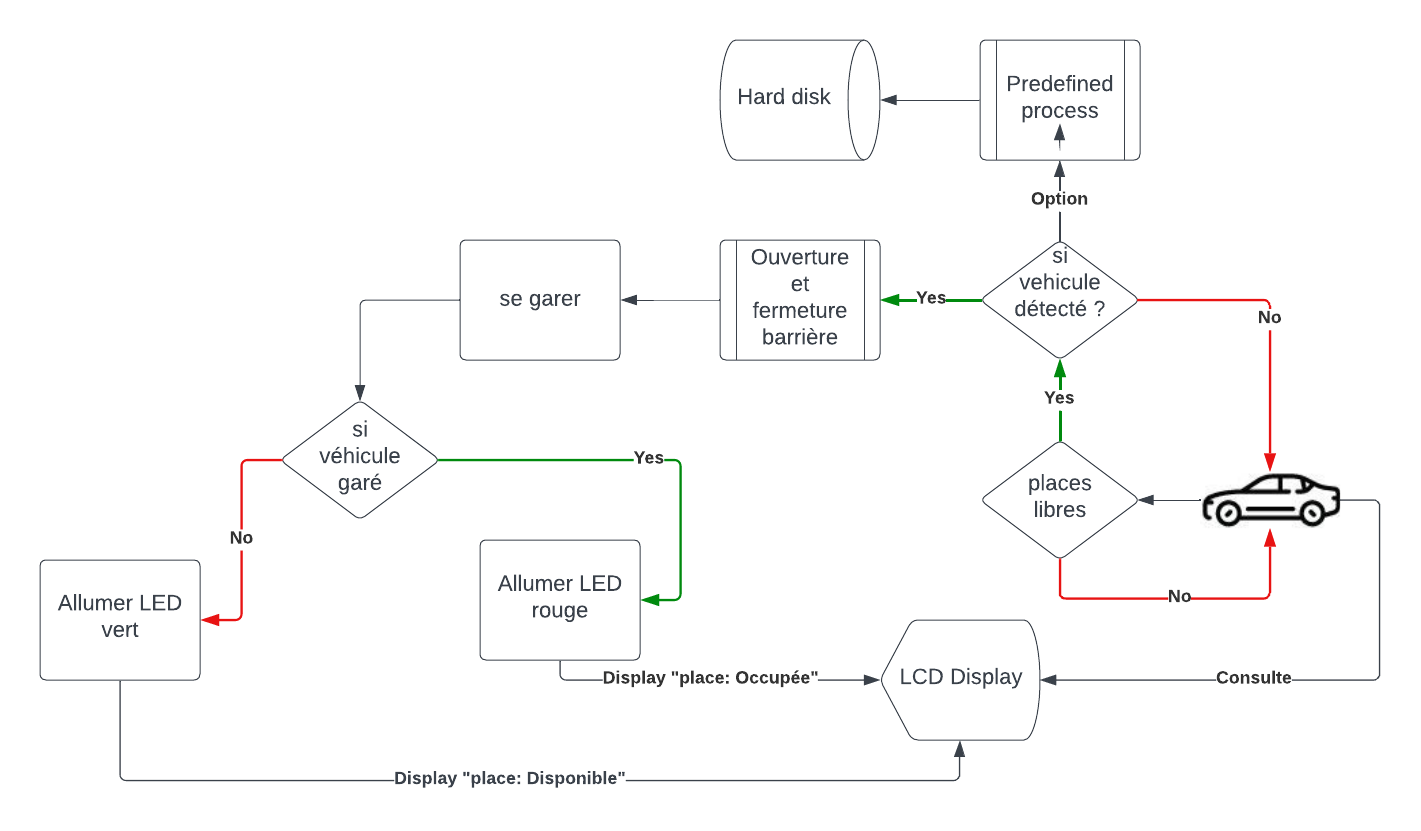 Hard disk
Predefined
process
Option
se garer
Ouverture
et
fermeture
barrière
Yes
si
vehicule
détecté ?
No
Yes
si
véhicule
garé
Yes
No
places
libres
No
Allumer LED
vert
Allumer LED
rouge
Display "place: Occupée"
LCD Display
Consulte
Display "place: Disponible"